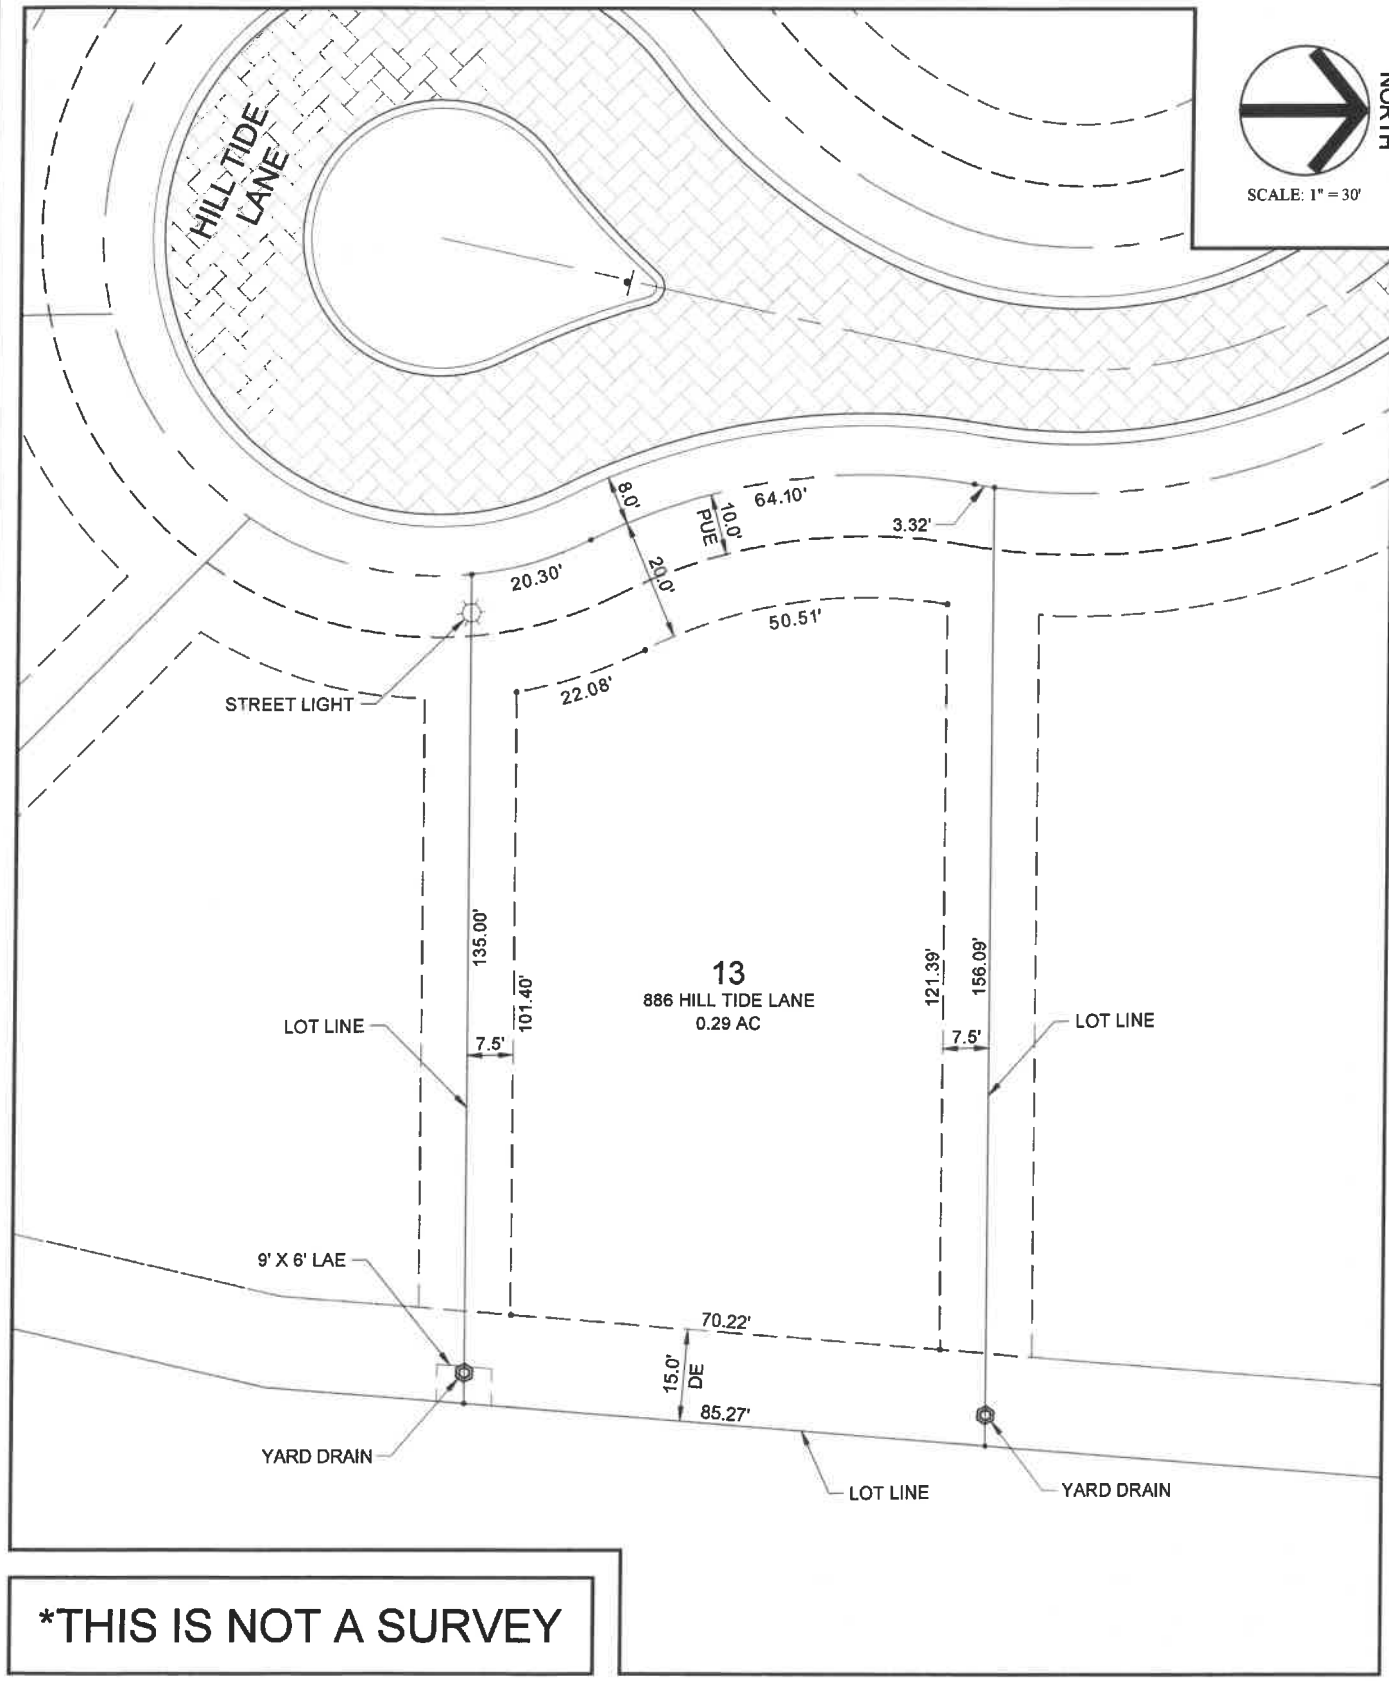 NORTH
SCALE: 1" = 30'
HILL TIDE
LANE
8.0'
10.0'
PUE
64.10'
3.32'
20.30'
20.0'
50.51'
22.08'
STREET LIGHT
135.00'
101.40'
121.39'
156.09'
13
886 HILL TIDE LANE
0.29 AC
LOT LINE
LOT LINE
7.5'
7.5'
9' X 6' LAE
70.22'
15.0'
DE
85.27'
YARD DRAIN
LOT LINE
YARD DRAIN
*THIS IS NOT A SURVEY